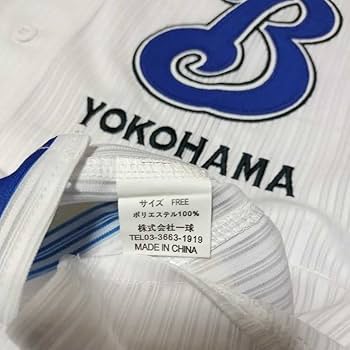 B
YOKOHAMA
サイズ FREE
ポリエステル100%
株式会社一球
TEL03-3663-1919
MADE IN CHINA